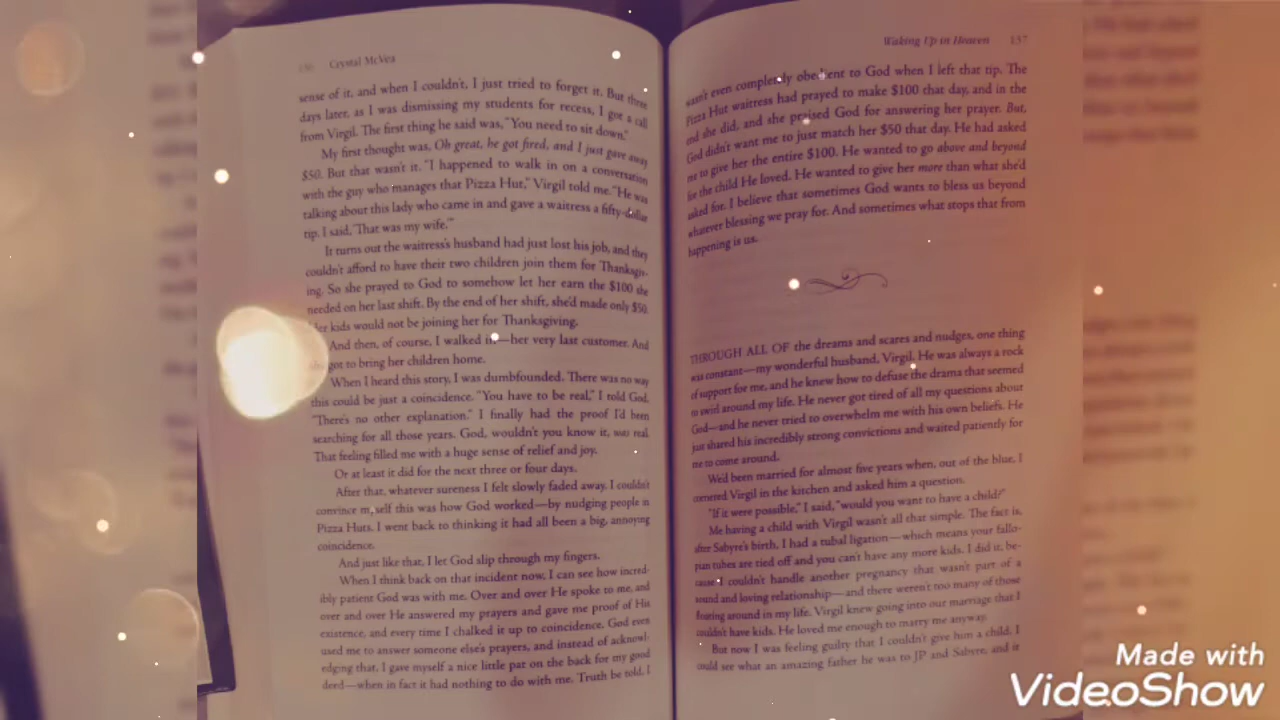 136 Crystal McVea
sense of it, and when I couldn't, I just tried to forget it. But three
days later, as I was dismissing my students for recess, I got a call
from Virgil. The first thing he said was, "You need to sit down."
My first thought was, Oh great, he got fired, and I just gave away
$50. But that wasn't it. "I happened to walk in on a conversation
with the guy who manages that Pizza Hut," Virgil told me. "He was
talking about this lady who came in and gave a waitress a fifty-dollar
tip. I said, 'That was my wife.'"
It turns out the waitress's husband had just lost his job, and they
couldn't afford to have their two children join them for Thanksgiv-
ing. So she prayed to God to somehow let her earn the $100 she
needed on her last shift. By the end of her shift, she'd made only $50.
Her kids would not be joining her for Thanksgiving.
And then, of course, I walked in—her very last customer. And
she got to bring her children home.
When I heard this story, I was dumbfounded. There was no way
this could be just a coincidence. "You have to be real," I told God.
"There's no other explanation." I finally had the proof I'd been
searching for all those years. God, wouldn't you know it, was real.
That feeling filled me with a huge sense of relief and joy.
Or at least it did for the next three or four days.
After that, whatever sureness I felt slowly faded away. I couldn't
convince myself this was how God worked—by nudging people in
Pizza Huts. I went back to thinking it had all been a big, annoying
coincidence.
And just like that, I let God slip through my fingers.
When I think back on that incident now, I can see how incred-
ibly patient God was with me. Over and over He spoke to me, and
over and over He answered my prayers and gave me proof of His
existence, and every time I chalked it up to coincidence. God even
used me to answer someone else's prayers, and instead of acknowl-
edging that, I gave myself a nice little pat on the back for my good
deed—when in fact it had nothing to do with me. Truth be told, I
Waking Up in Heaven 137
wasn't even completely obedient to God when I left that tip. The
Pizza Hut waitress had prayed to make $100 that day, and in the
end she did, and she praised God for answering her prayer. But,
God didn't want me to just match her $50 that day. He had asked
me to give her the entire $100. He wanted to go above and beyond
for the child He loved. He wanted to give her more than what she'd
asked for. I believe that sometimes God wants to bless us beyond
whatever blessing we pray for. And sometimes what stops that from
happening is us.
THROUGH ALL OF the dreams and scares and nudges, one thing
was constant—my wonderful husband, Virgil. He was always a rock
of support for me, and he knew how to defuse the drama that seemed
to swirl around my life. He never got tired of all my questions about
God—and he never tried to overwhelm me with his own beliefs. He
just shared his incredibly strong convictions and waited patiently for
me to come around.
We'd been married for almost five years when, out of the blue, I
cornered Virgil in the kitchen and asked him a question.
"If it were possible," I said, "would you want to have a child?"
Me having a child with Virgil wasn't all that simple. The fact is,
after Sabyre's birth, I had a tubal ligation—which means your fallo-
pian tubes are tied off and you can't have any more kids. I did it, be-
cause I couldn't handle another pregnancy that wasn't part of a
sound and loving relationship—and there weren't too many of those
floating around in my life. Virgil knew going into our marriage that I
couldn't have kids. He loved me enough to marry me anyway.
But now I was feeling guilty that I couldn't give him a child. I
could see what an amazing father he was to JP and Sabyre, and it
Made with
VideoShow